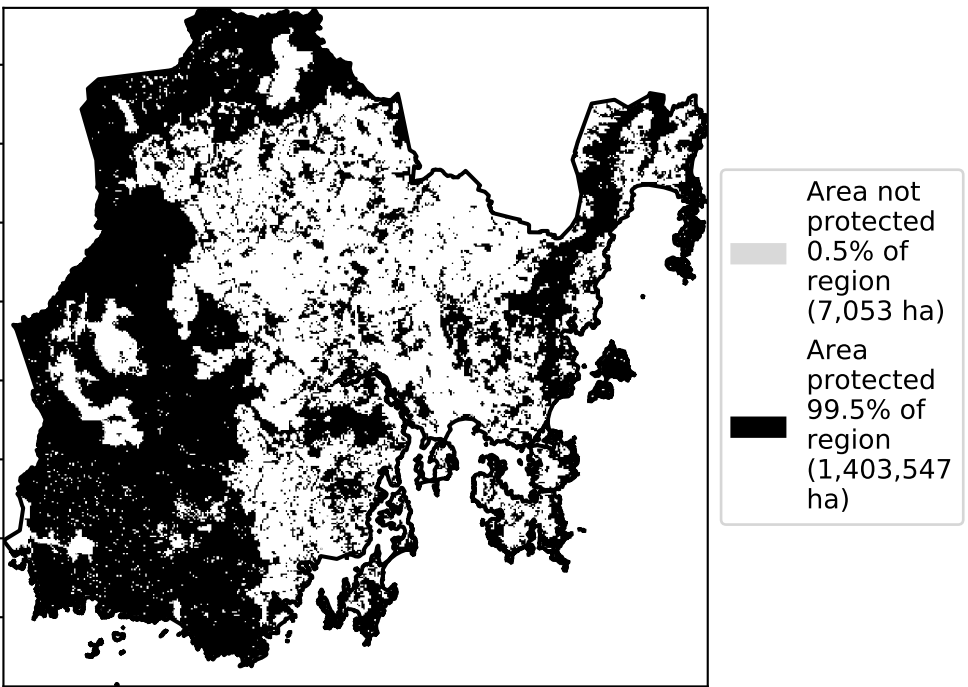 Area not
protected
0.5% of
region
(7,053 ha)
Area
protected
99.5% of
region
(1,403,547
ha)